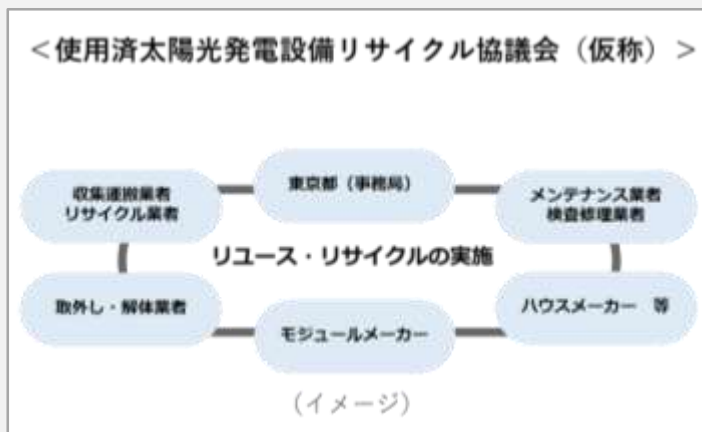 ＜使用済太陽光発電設備リサイクル協議会（仮称）＞
東京都（事務局）
収集運搬業者
リサイクル業者
メンテナンス業者
検査修理業者
リユース・リサイクルの実施
取外し・解体業者
ハウスメーカー　等
モジュールメーカー
（イメージ）